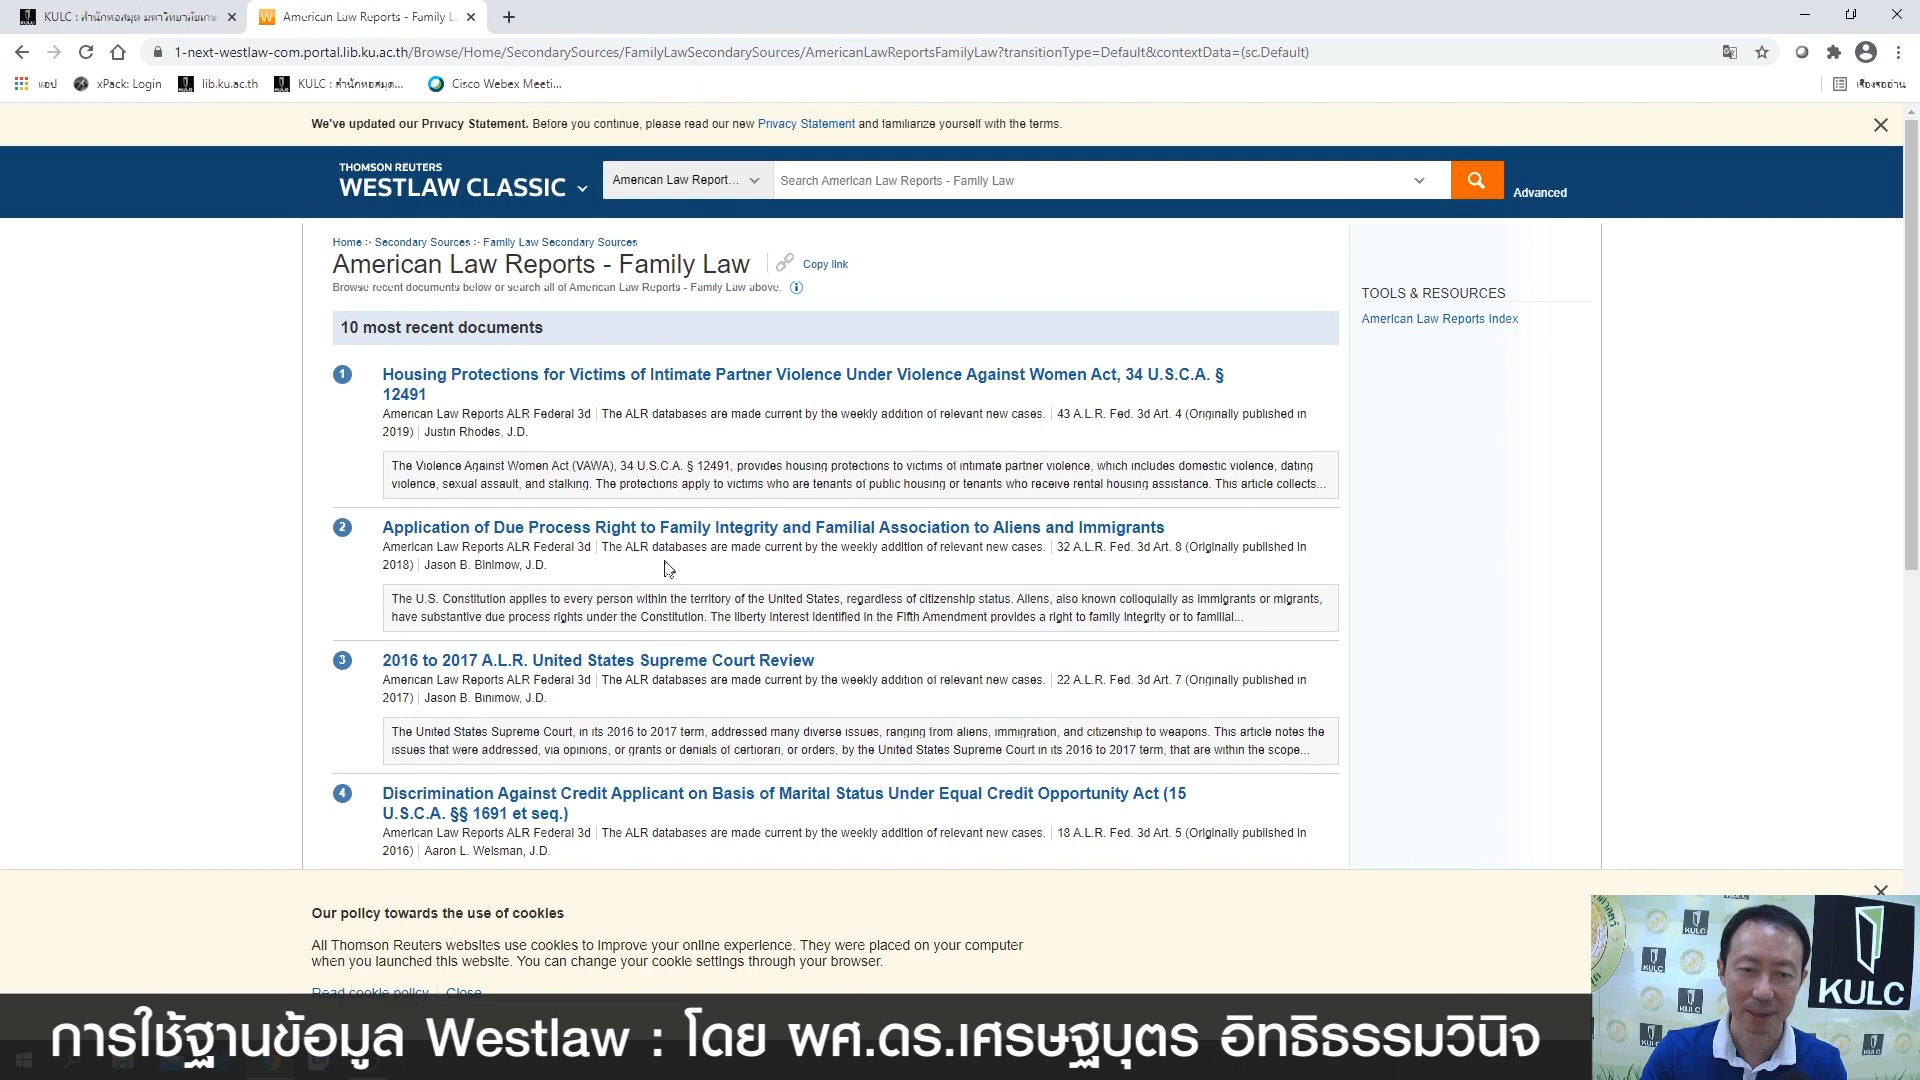 KULC : สำนักหอสมุด มหาวิทยาลัยเกษ
American Law Reports - Family L
1-next-westlaw-com.portal.lib.ku.ac.th/Browse/Home/SecondarySources/FamilyLawSecondarySources/AmericanLawReportsFamilyLaw?transitionType=Default&contextData=(sc.Default)
แอป
xPack: Login
lib.ku.ac.th
KULC : สำนักหอสมุด...
Cisco Webex Meeti...
We've updated our Privacy Statement. Before you continue, please read our new Privacy Statement and familiarize yourself with the terms.
THOMSON REUTERS
WESTLAW CLASSIC
American Law Report...
Search American Law Reports - Family Law
Advanced
Home > Secondary Sources > Family Law Secondary Sources
American Law Reports - Family Law
Copy link
Browse recent documents below or search all of American Law Reports - Family Law above.
TOOLS & RESOURCES
American Law Reports Index
10 most recent documents
1
Housing Protections for Victims of Intimate Partner Violence Under Violence Against Women Act, 34 U.S.C.A. §
12491
American Law Reports ALR Federal 3d | The ALR databases are made current by the weekly addition of relevant new cases. | 43 A.L.R. Fed. 3d Art. 4 (Originally published in
2019) | Justin Rhodes, J.D.
The Violence Against Women Act (VAWA), 34 U.S.C.A. § 12491, provides housing protections to victims of intimate partner violence, which includes domestic violence, dating
violence, sexual assault, and stalking. The protections apply to victims who are tenants of public housing or tenants who receive rental housing assistance. This article collects...
2
Application of Due Process Right to Family Integrity and Familial Association to Aliens and Immigrants
American Law Reports ALR Federal 3d | The ALR databases are made current by the weekly addition of relevant new cases. | 32 A.L.R. Fed. 3d Art. 8 (Originally published in
2018) | Jason B. Binimow, J.D.
The U.S. Constitution applies to every person within the territory of the United States, regardless of citizenship status. Aliens, also known colloquially as immigrants or migrants,
have substantive due process rights under the Constitution. The liberty interest identified in the Fifth Amendment provides a right to family integrity or to familial...
3
2016 to 2017 A.L.R. United States Supreme Court Review
American Law Reports ALR Federal 3d | The ALR databases are made current by the weekly addition of relevant new cases. | 22 A.L.R. Fed. 3d Art. 7 (Originally published in
2017) | Jason B. Binimow, J.D.
The United States Supreme Court, in its 2016 to 2017 term, addressed many diverse issues, ranging from aliens, immigration, and citizenship to weapons. This article notes the
issues that were addressed, via opinions, or grants or denials of certiorari, or orders, by the United States Supreme Court in its 2016 to 2017 term, that are within the scope...
4
Discrimination Against Credit Applicant on Basis of Marital Status Under Equal Credit Opportunity Act (15
U.S.C.A. §§ 1691 et seq.)
American Law Reports ALR Federal 3d | The ALR databases are made current by the weekly addition of relevant new cases. | 18 A.L.R. Fed. 3d Art. 5 (Originally published in
2016) | Aaron L. Weisman, J.D.
Our policy towards the use of cookies
All Thomson Reuters websites use cookies to improve your online experience. They were placed on your computer
when you launched this website. You can change your cookie settings through your browser.
Read cookie policy | Close
การใช้ฐานข้อมูล Westlaw : โดย ผศ.ดร.เศรษฐบุตร อิทธิธรรมวินิจ
KULC
KULC
KULC